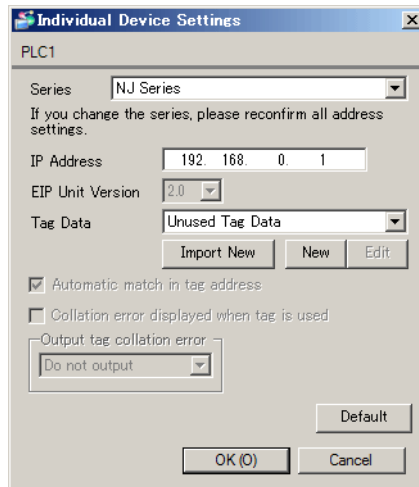 Individual Device Settings
PLC1
Series NJ Series
If you change the series, please reconfirm all address
settings.
IP Address 192. 168. 0. 1
EIP Unit Version 2.0
Tag Data Unused Tag Data
Import New New Edit
Automatic match in tag address
Collation error displayed when tag is used
Output tag collation error
Do not output
Default
OK(O) Cancel